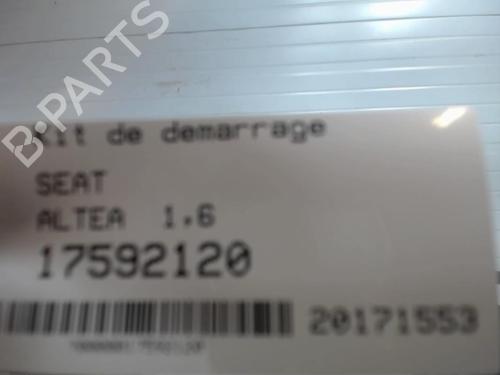 B-PARTS
Kit de demarrage
SEAT
ALTEA 1.6
17592120
20171553